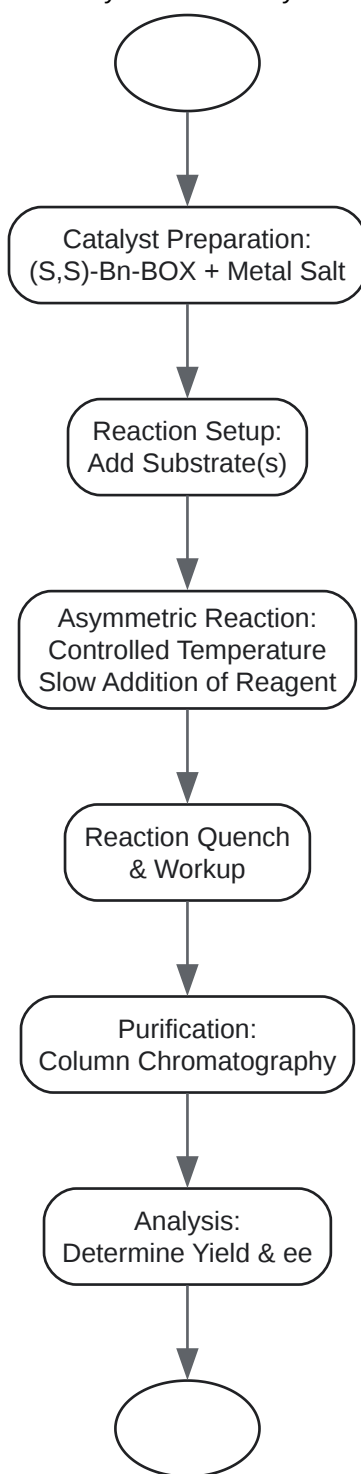 Catalyst Preparation:
(S,S)-Bn-BOX + Metal Salt
Reaction Setup:
Add Substrate(s)
Asymmetric Reaction:
Controlled Temperature
Slow Addition of Reagent
Reaction Quench
& Workup
Purification:
Column Chromatography
Analysis:
Determine Yield & ee